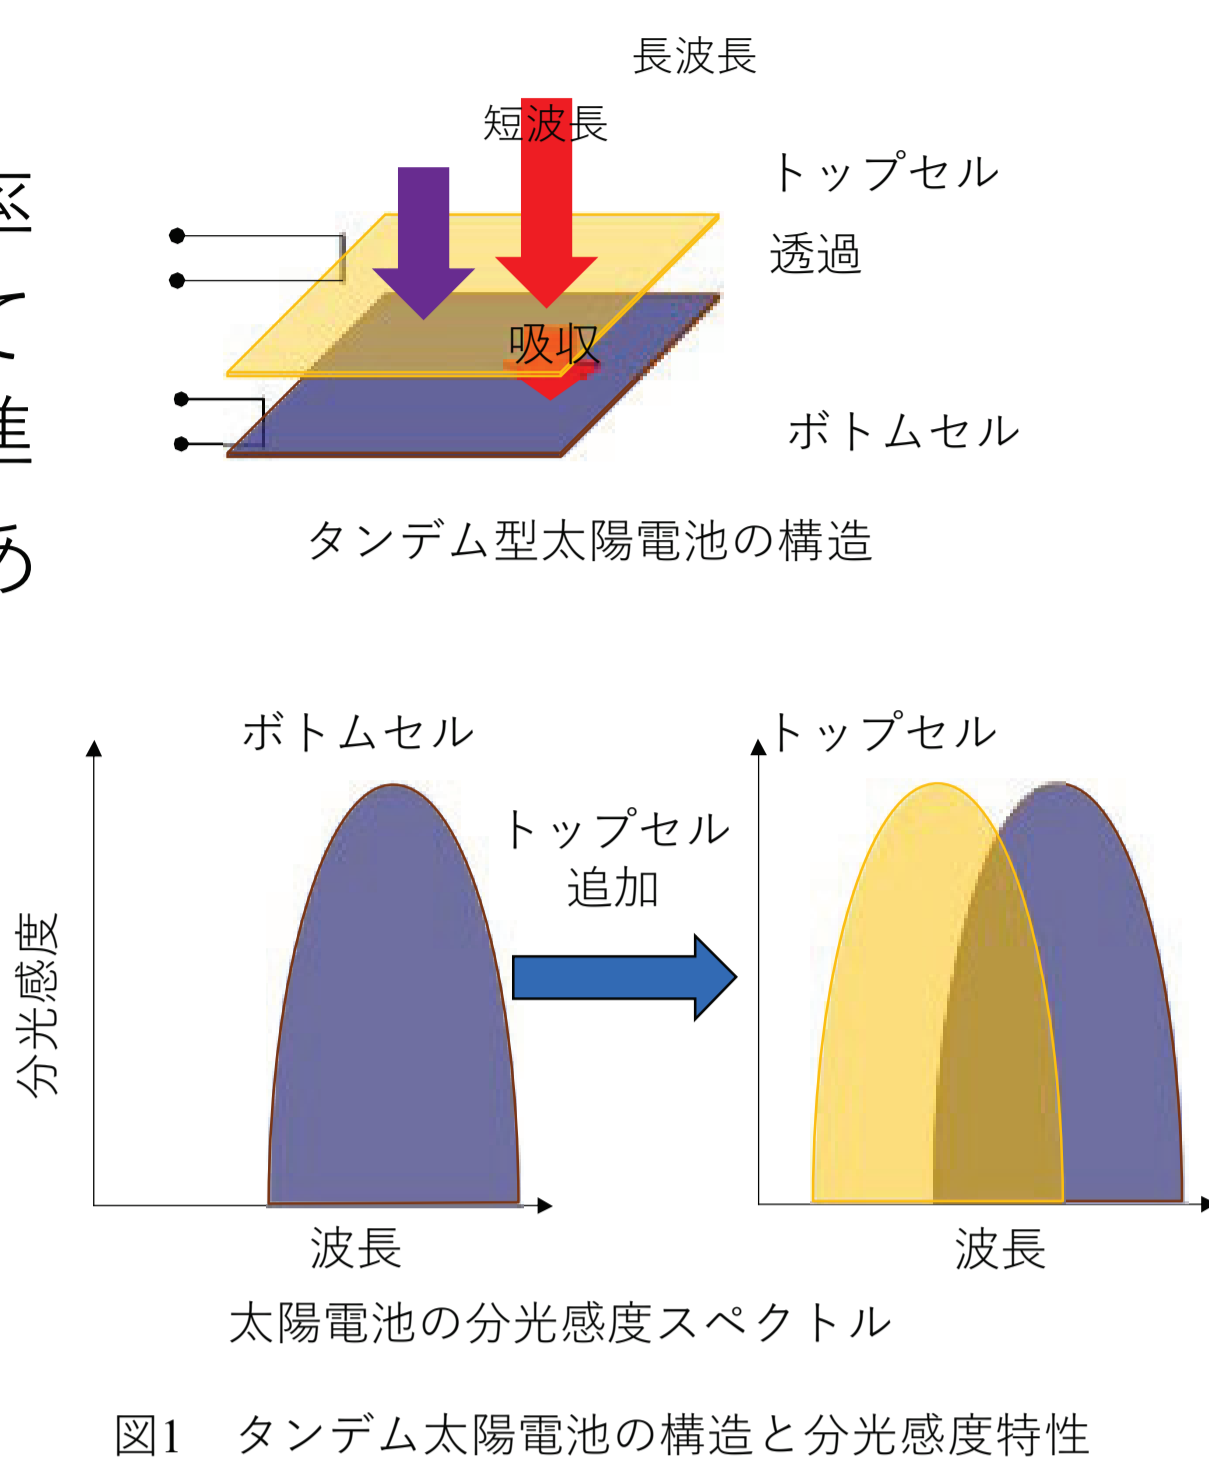 長波長
短波長
トップセル
透過
吸収
ボトムセル
タンデム型太陽電池の構造
ボトムセル
トップセル
トップセル
追加
分光感度
波長
波長
太陽電池の分光感度スペクトル
図1 タンデム太陽電池の構造と分光感度特性
て
め